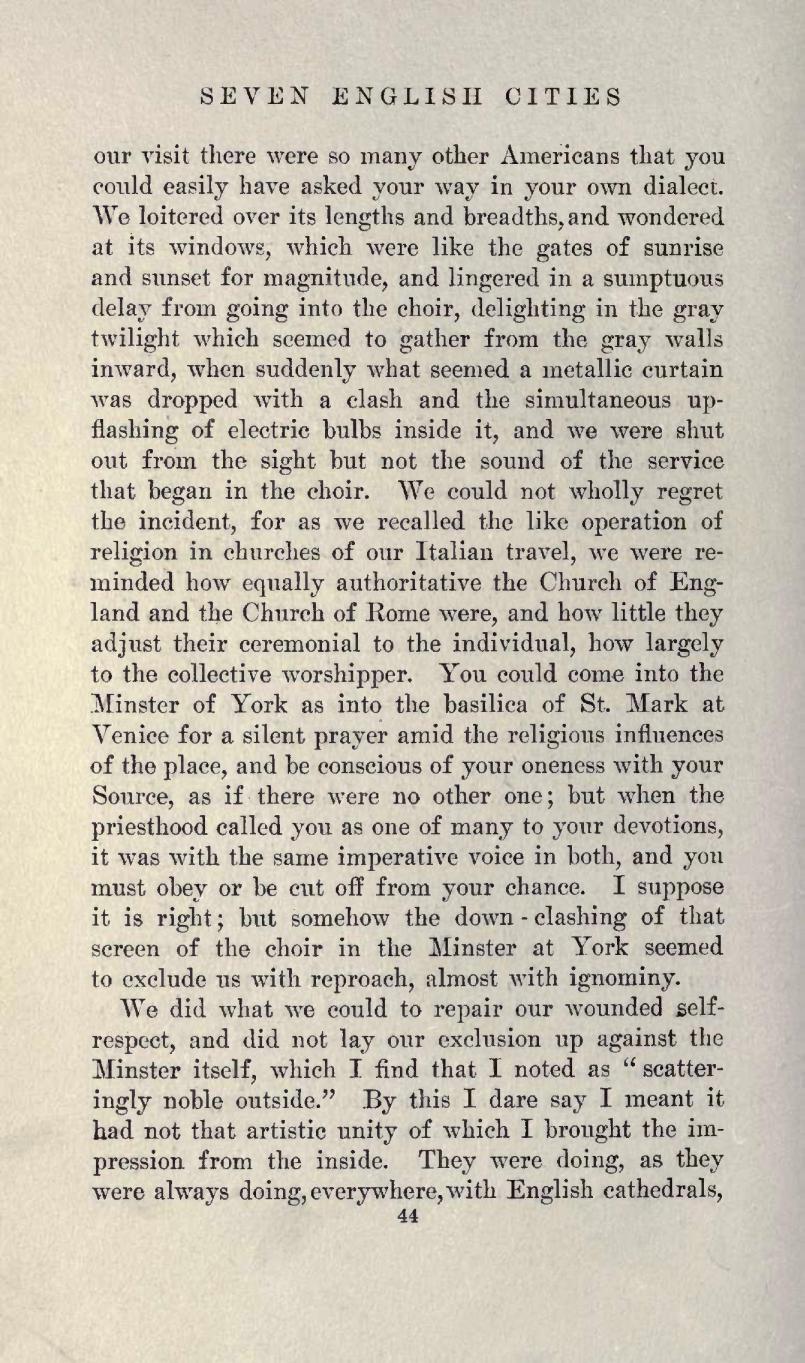 SEVEN ENGLISH CITIES
our visit there were so many other Americans that you
could easily have asked your way in your own dialect.
We loitered over its lengths and breadths, and wondered
at its windows, which were like the gates of sunrise
and sunset for magnitude, and lingered in a sumptuous
delay from going into the choir, delighting in the gray
twilight which seemed to gather from the gray walls
inward, when suddenly what seemed a metallic curtain
was dropped with a clash and the simultaneous up-
flashing of electric bulbs inside it, and we were shut
out from the sight but not the sound of the service
that began in the choir. We could not wholly regret
the incident, for as we recalled the like operation of
religion in churches of our Italian travel, we were re-
minded how equally authoritative the Church of Eng-
land and the Church of Rome were, and how little they
adjust their ceremonial to the individual, how largely
to the collective worshipper. You could come into the
Minster of York as into the basilica of St. Mark at
Venice for a silent prayer amid the religious influences
of the place, and be conscious of your oneness with your
Source, as if there were no other one; but when the
priesthood called you as one of many to your devotions,
it was with the same imperative voice in both, and you
must obey or be cut off from your chance. I suppose
it is right; but somehow the down-clashing of that
screen of the choir in the Minster at York seemed
to exclude us with reproach, almost with ignominy.
We did what we could to repair our wounded self-
respect, and did not lay our exclusion up against the
Minster itself, which I find that I noted as "scatter-
ingly noble outside." By this I dare say I meant it
had not that artistic unity of which I brought the im-
pression from the inside. They were doing, as they
were always doing, everywhere, with English cathedrals,
44